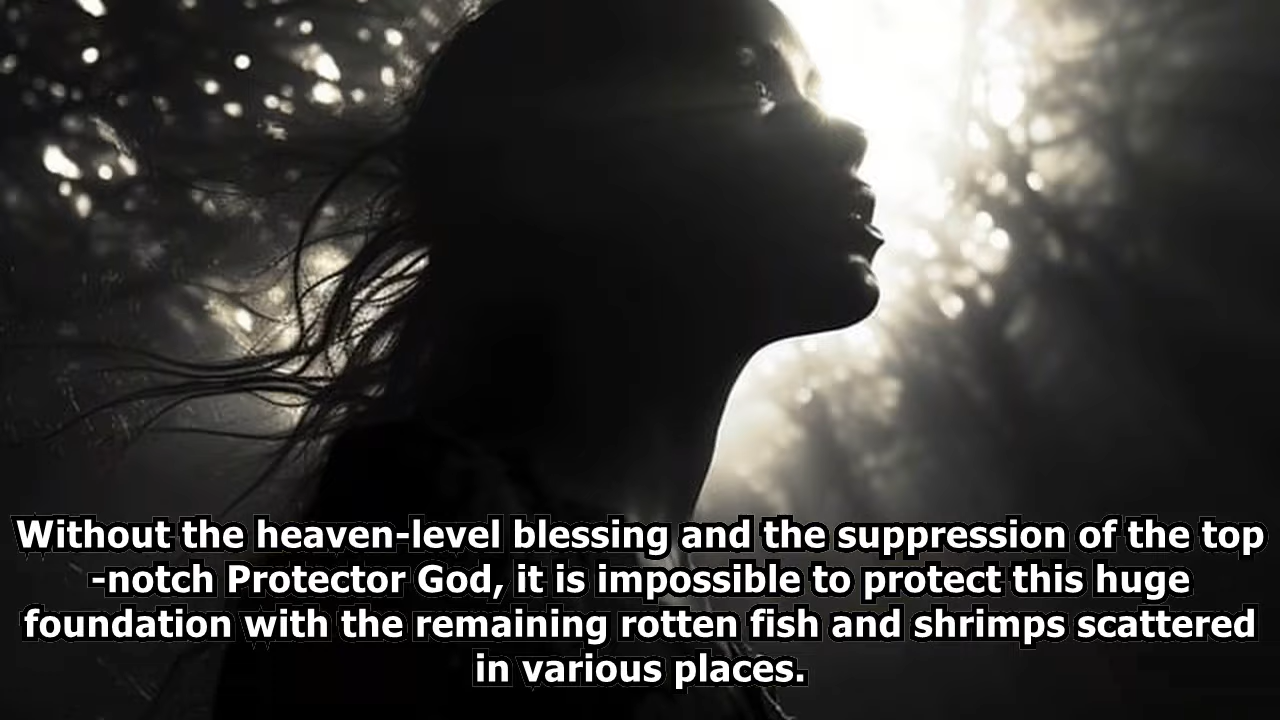 Without the heaven-level blessing and the suppression of the top
-notch Protector God, it is impossible to protect this huge
foundation with the remaining rotten fish and shrimps scattered
in various places.